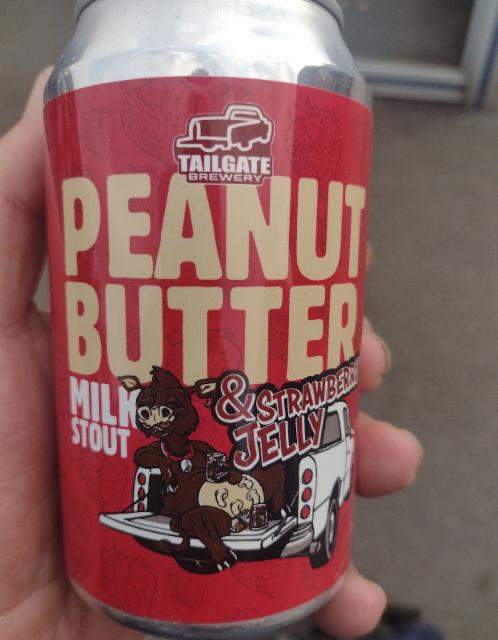 TAILGATE
BREWERY
PEANUT
BUTTER
MILK
STOUT
& STRAWBERRY
JELLY